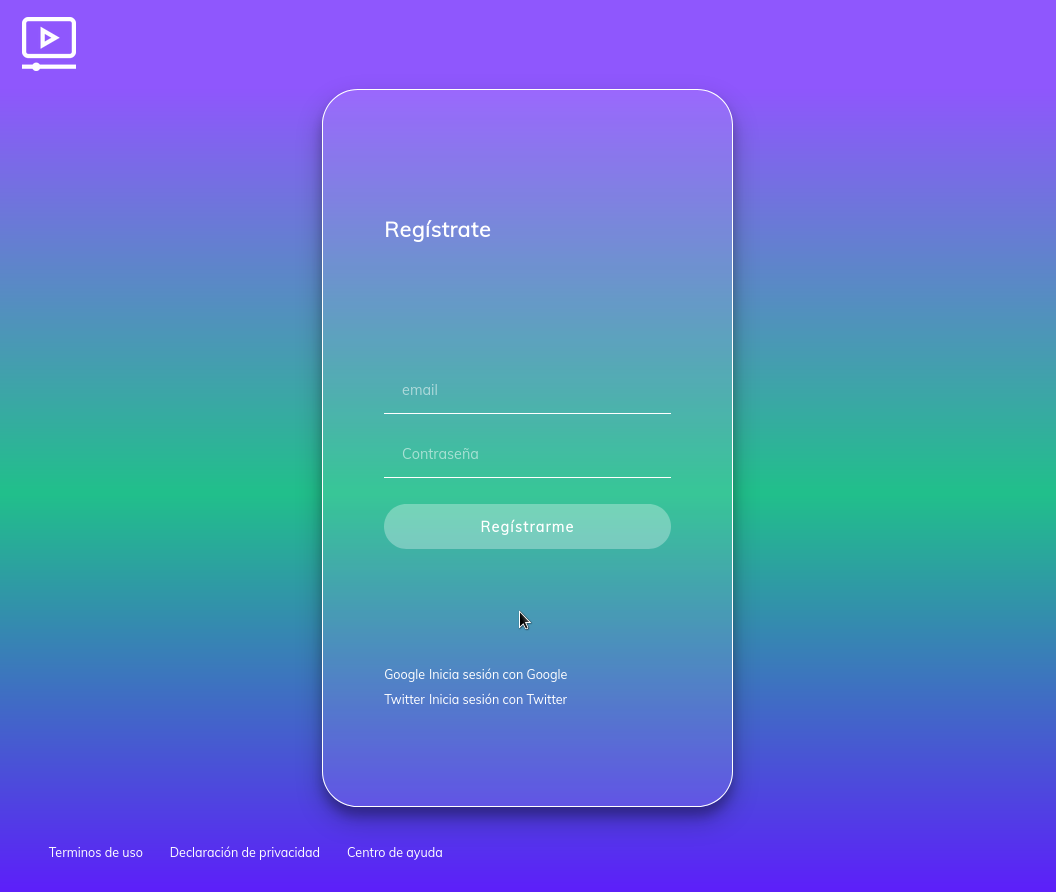 Regístrate
email
Contraseña
Regístrarme
Google Inicia sesión con Google
Twitter Inicia sesión con Twitter
Terminos de uso Declaración de privacidad Centro de ayuda